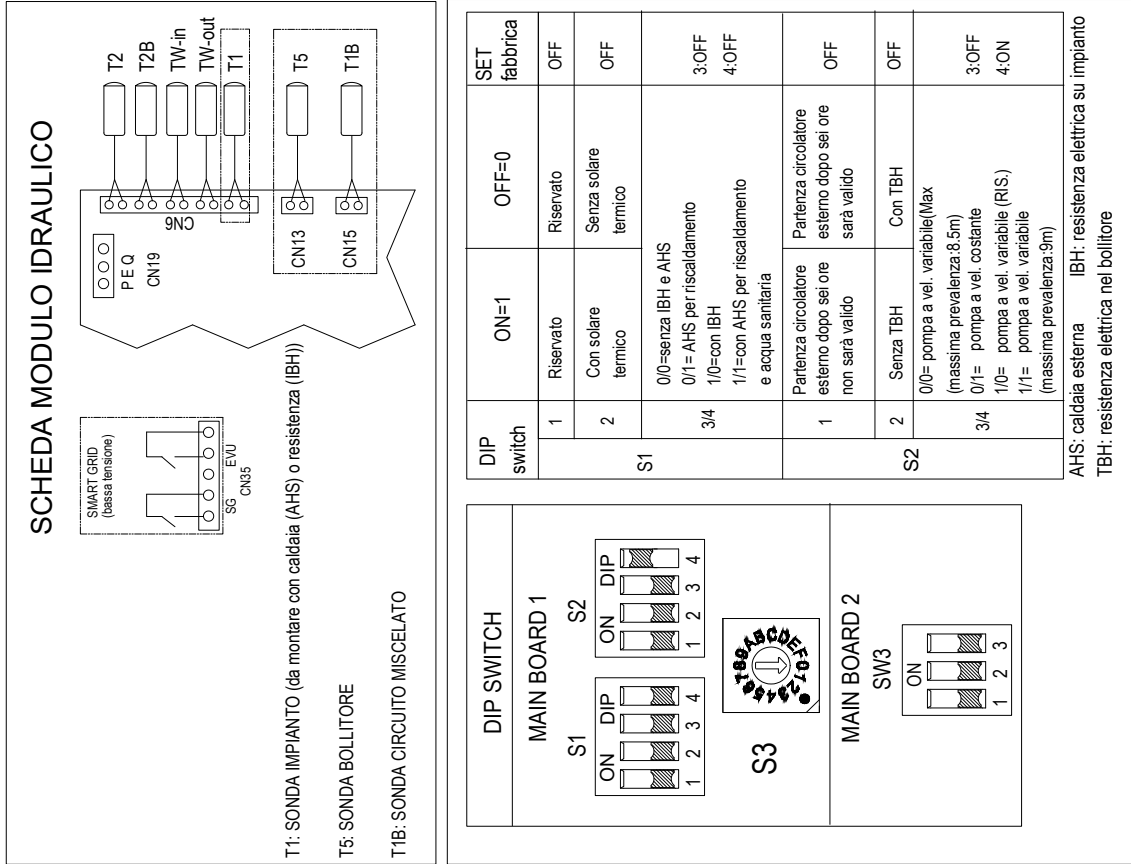 SCHEDA MODULO IDRAULICO
SMART GRID
(bassa tensione)
SG
EVU
CN35
P E Q
CN19
CN6
T2
T2B
TW-in
TW-out
T1
CN13
T5
CN15
T1B
T1: SONDA IMPIANTO (da montare con caldaia (AHS) o resistenza (IBH))
T5: SONDA BOLLITORE
T1B: SONDA CIRCUITO MISCELATO
DIP SWITCH
MAIN BOARD 1
S1
ON DIP
1 2 3 4
S2
ON DIP
1 2 3 4
S3
0 1 2 3 4 5 6 7 8 9 A B C D E F
MAIN BOARD 2
SW3
ON
1 2 3
DIP
switch
ON=1
OFF=0
SET
fabbrica
S1
1
Riservato
Riservato
OFF
2
Con solare
termico
Senza solare
termico
OFF
3/4
0/0=senza IBH e AHS
0/1= AHS per riscaldamento
1/0=con IBH
1/1=con AHS per riscaldamento
e acqua sanitaria
3:OFF
4:OFF
S2
1
Partenza circolatore
esterno dopo sei ore
non sarà valido
Partenza circolatore
esterno dopo sei ore
sarà valido
OFF
2
Senza TBH
Con TBH
OFF
3/4
0/0= pompa a vel. variabile(Max
(massima prevalenza:8.5m)
0/1= pompa a vel. costante
1/0= pompa a vel. variabile (RIS.)
1/1= pompa a vel. variabile
(massima prevalenza:9m)
3:OFF
4:ON
AHS: caldaia esterna IBH: resistenza elettrica su impianto
TBH: resistenza elettrica nel bollitore